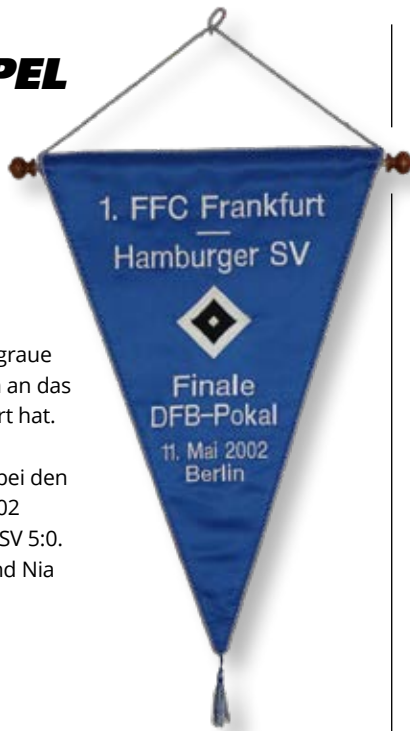 PEL
graue
an das
rt hat.
bei den
02
SV 5:0.
nd Nia
1. FFC Frankfurt
—
Hamburger SV
Finale
DFB-Pokal
11. Mai 2002
Berlin